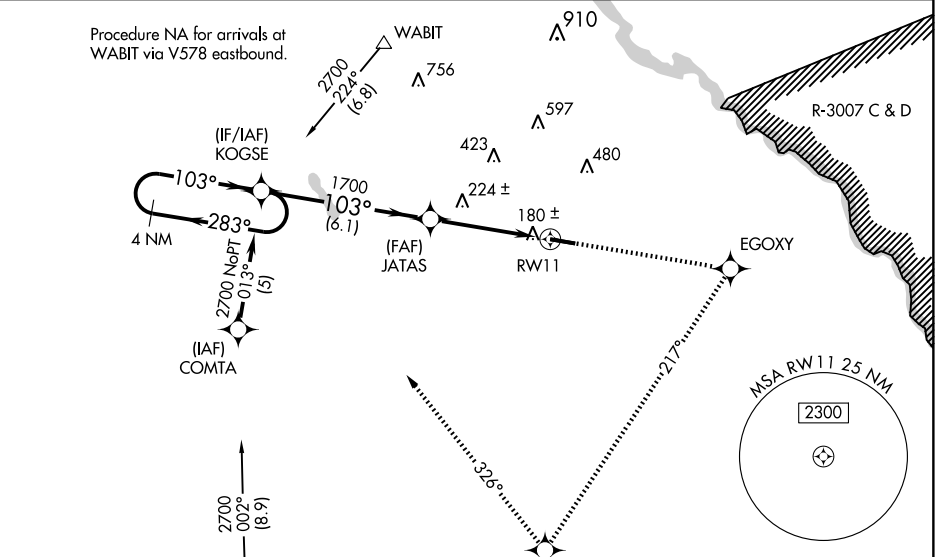 Procedure NA for arrivals at
WABIT via V578 eastbound.
WABIT
2700
224°
(6.8)
910
756
597
423
480
224 ±
180 ±
R-3007 C & D
(IF/IAF)
KOGSE
103°
283°
4 NM
1700
103°
(6.1)
(FAF)
JATAS
RW11
EGOXY
2700 NoPT
013°
(5)
(IAF)
COMTA
217°
326°
2700
002°
(8.9)
MSA RW11 25 NM
2300